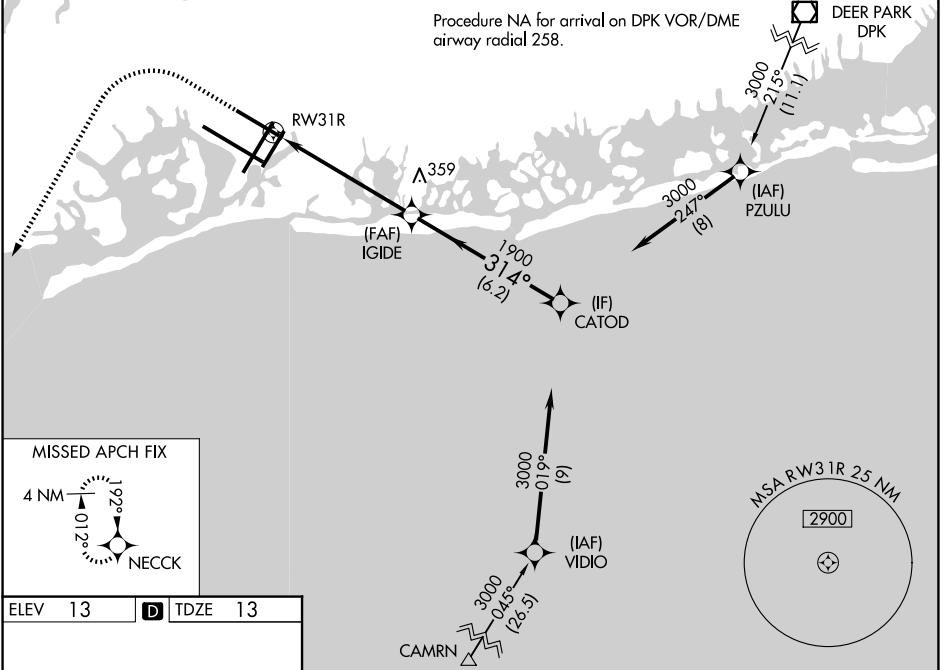 Procedure NA for arrival on DPK VOR/DME
airway radial 258.
DEER PARK
DPK
3000
215°
(11.1)
RW31R
359
(IAF)
PZULU
3000
247°
(8)
(FAF)
IGIDE
1900
314°
(6.2)
(IF)
CATOD
MISSED APCH FIX
4 NM
192°
012°
NECCK
3000
019°
(9)
(IAF)
VIDIO
3000
045°
(26.5)
CAMRN
MSA RW31R 25 NM
2900
ELEV 13 D TDZE 13